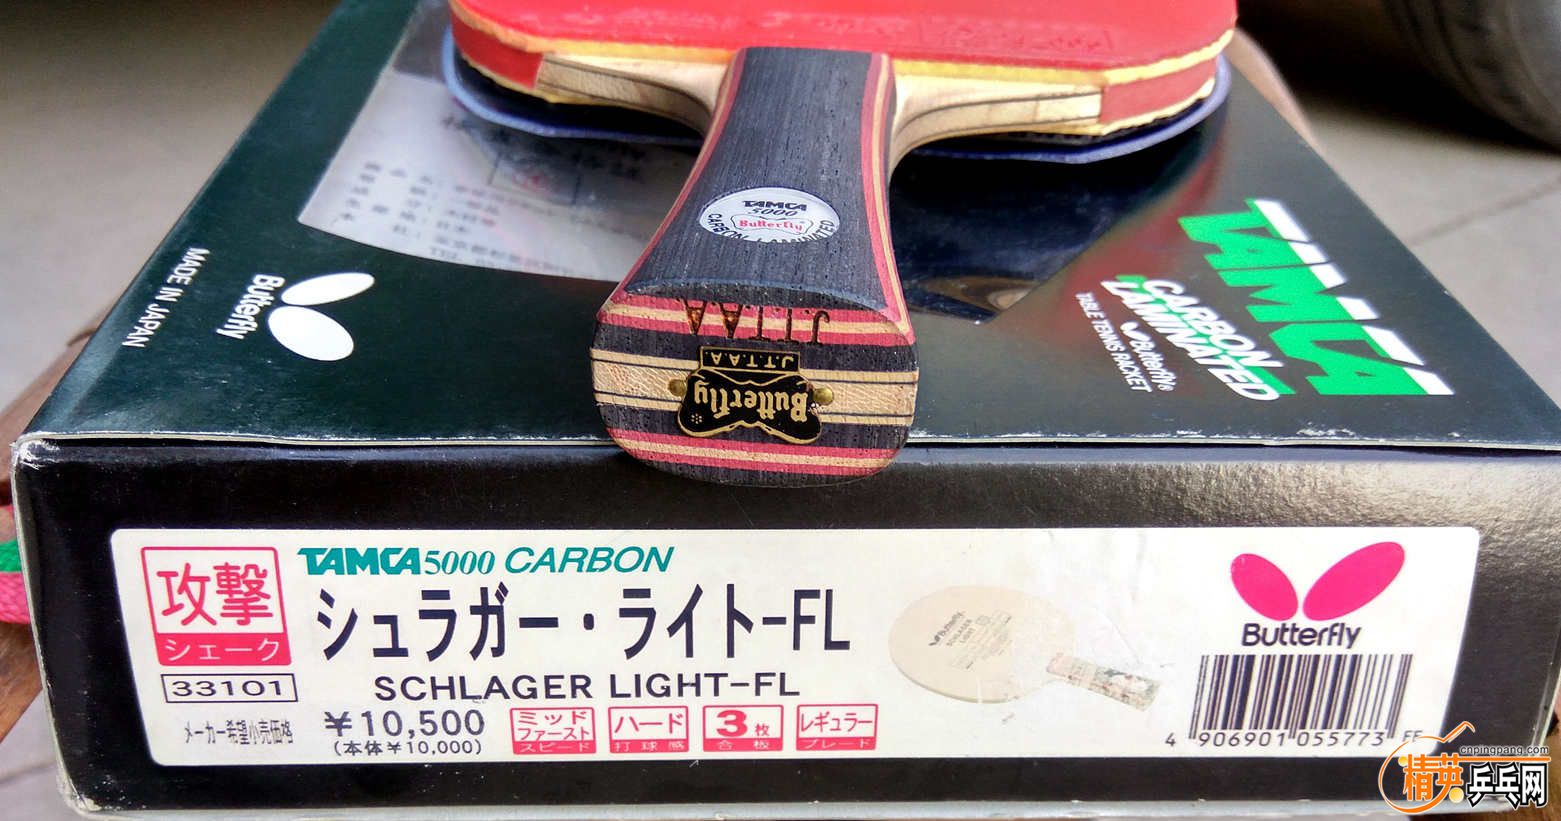 MADE IN JAPAN
Butterfly
TAMCA
5000
Butterfly
CARBON LAMINATED
J.T.T.A.A.
J.T.T.A.A.
Butterfly
TAMCA
CARBON
LAMINATED
Butterfly®
TABLE TENNIS RACKET
攻撃
シェーク
33101
メーカー希望小売価格
TAMCA5000 CARBON
シュラガー・ライト-FL
SCHLAGER LIGHT-FL
¥10,500
(本体¥10,000)
ミッド
ファースト
スピード
ハード
打球感
3枚
合板
レギュラー
ブレード
Butterfly
SCHLAGER
LIGHT
Butterfly
4 906901 055773
cnpingpang.com
精英乒乓网